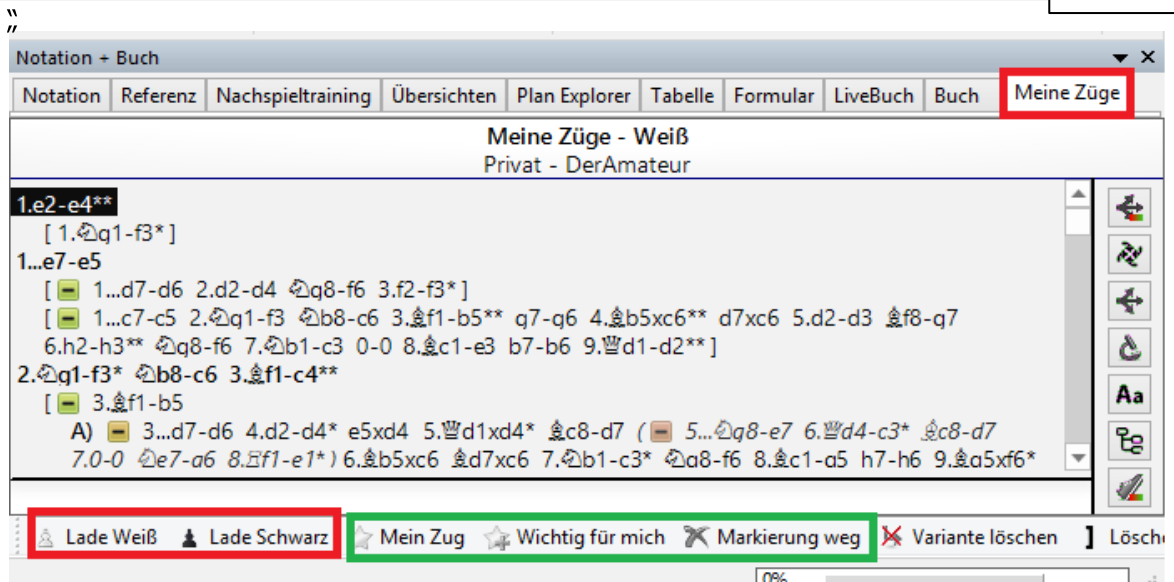 “
„
Notation + Buch
Notation Referenz Nachspieltraining Übersichten Plan Explorer Tabelle Formular LiveBuch Buch Meine Züge
Meine Züge - Weiß
Privat - DerAmateur
1.e2-e4**
[ 1.♘g1-f3* ]
1...e7-e5
[ 1...d7-d6 2.d2-d4 ♘g8-f6 3.f2-f3* ]
[ 1...c7-c5 2.♘g1-f3 ♘b8-c6 3.♗f1-b5** g7-g6 4.♗b5xc6** d7xc6 5.d2-d3 ♗f8-g7
6.h2-h3** ♘g8-f6 7.♘b1-c3 0-0 8.♗c1-e3 b7-b6 9.♕d1-d2** ]
2.♘g1-f3* ♘b8-c6 3.♗f1-c4**
[ 3.♗f1-b5
A) 3...d7-d6 4.d2-d4* e5xd4 5.♕d1xd4* ♗c8-d7 ( 5...♘g8-e7 6.♕d4-c3* ♗c8-d7
7.0-0 ♘e7-g6 8.♖f1-e1* ) 6.♗b5xc6 ♗d7xc6 7.♘b1-c3* ♘g8-f6 8.♗c1-g5 h7-h6 9.♗g5xf6*
Aa
Lade Weiß Lade Schwarz Mein Zug Wichtig für mich Markierung weg Variante löschen ] Lösch
0%